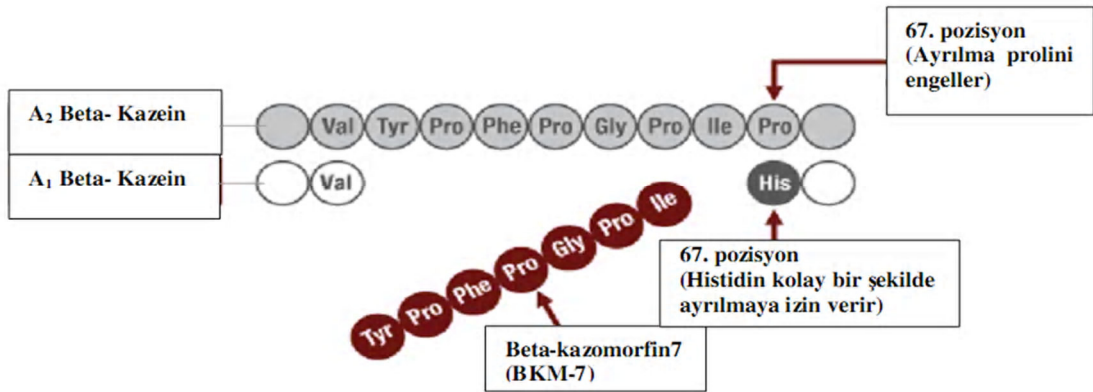 67. pozisyon
(Ayrılma prolini
engeller)
A2 Beta- Kazein
Val Tyr Pro Phe Pro Gly Pro Ile Pro
A1 Beta- Kazein
Val
His
Tyr Pro Phe Pro Gly Pro Ile
67. pozisyon
(Histidin kolay bir şekilde
ayrılmaya izin verir)
Beta-kazomorfin7
(BKM-7)